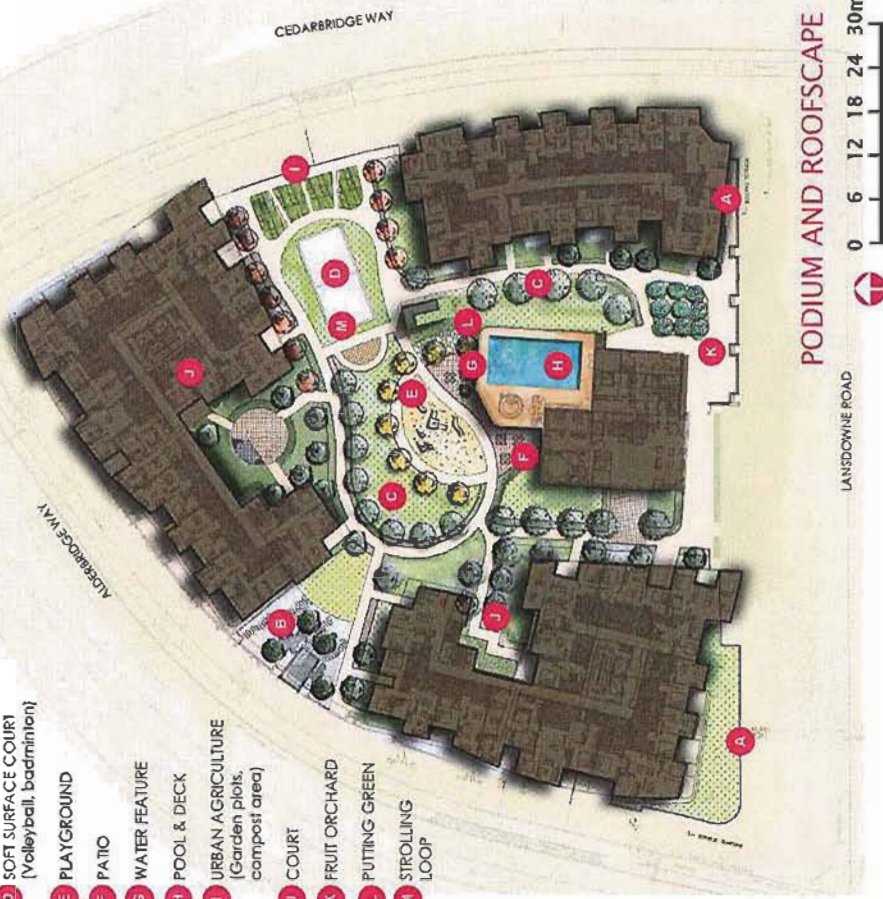 D SOFT SURFACE COURT
(Volleyball, badminton)
E PLAYGROUND
F PATIO
G WATER FEATURE
H POOL & DECK
I URBAN AGRICULTURE
(Garden plots,
compost area)
J COURT
K FRUIT ORCHARD
L PUTTING GREEN
M STROLLING
LOOP
CEDARBRIDGE WAY
ALDERBRIDGE WAY
LANSDOWNE ROAD
I
A
D
C
M
L
J
G
H
K
E
C
F
B
J
A
PODIUM AND ROOFSCAPE
0 6 12 18 24 30m